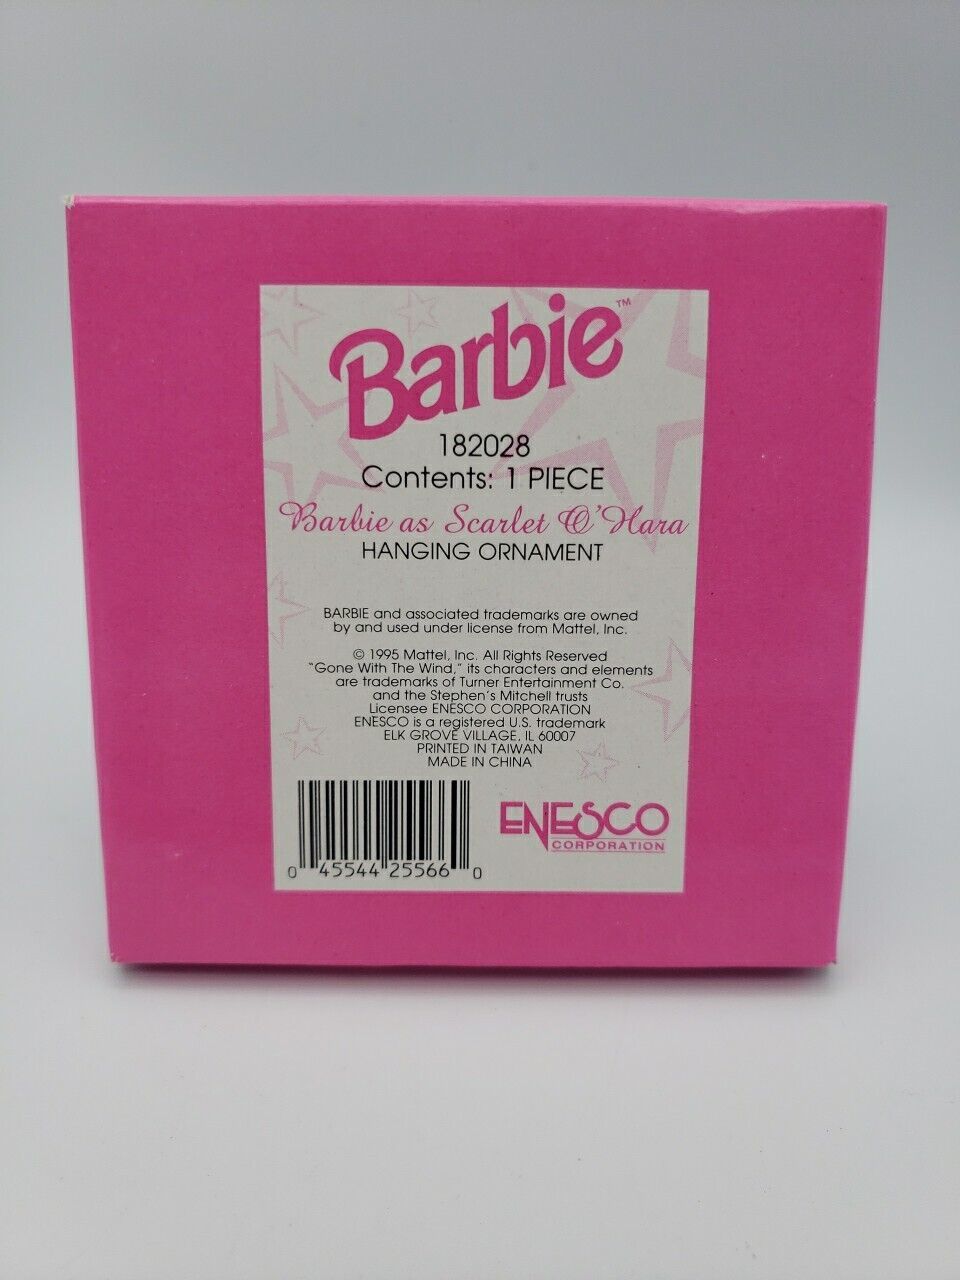 Barbie™
182028
Contents: 1 PIECE
Barbie as Scarlet O'Hara
HANGING ORNAMENT
BARBIE and associated trademarks are owned
by and used under license from Mattel, Inc.
© 1995 Mattel, Inc. All Rights Reserved
"Gone With The Wind," its characters and elements
are trademarks of Turner Entertainment Co.
and the Stephen's Mitchell trusts
Licensee ENESCO CORPORATION
ENESCO is a registered U.S. trademark
ELK GROVE VILLAGE, IL 60007
PRINTED IN TAIWAN
MADE IN CHINA
ENESCO
CORPORATION
0 45544 25566 0